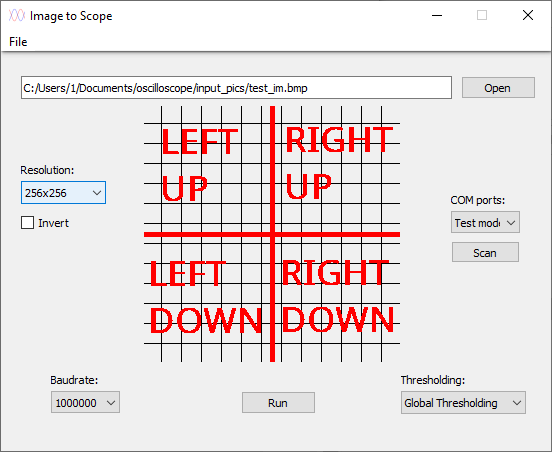 Image to Scope
File
C:/Users/1/Documents/oscilloscope/input_pics/test_im.bmp
Open
LEFT RIGHT
UP UP
Resolution:
256x256
Invert
COM ports:
Test mode
Scan
LEFT RIGHT
DOWN DOWN
Baudrate:
1000000
Run
Thresholding:
Global Thresholding